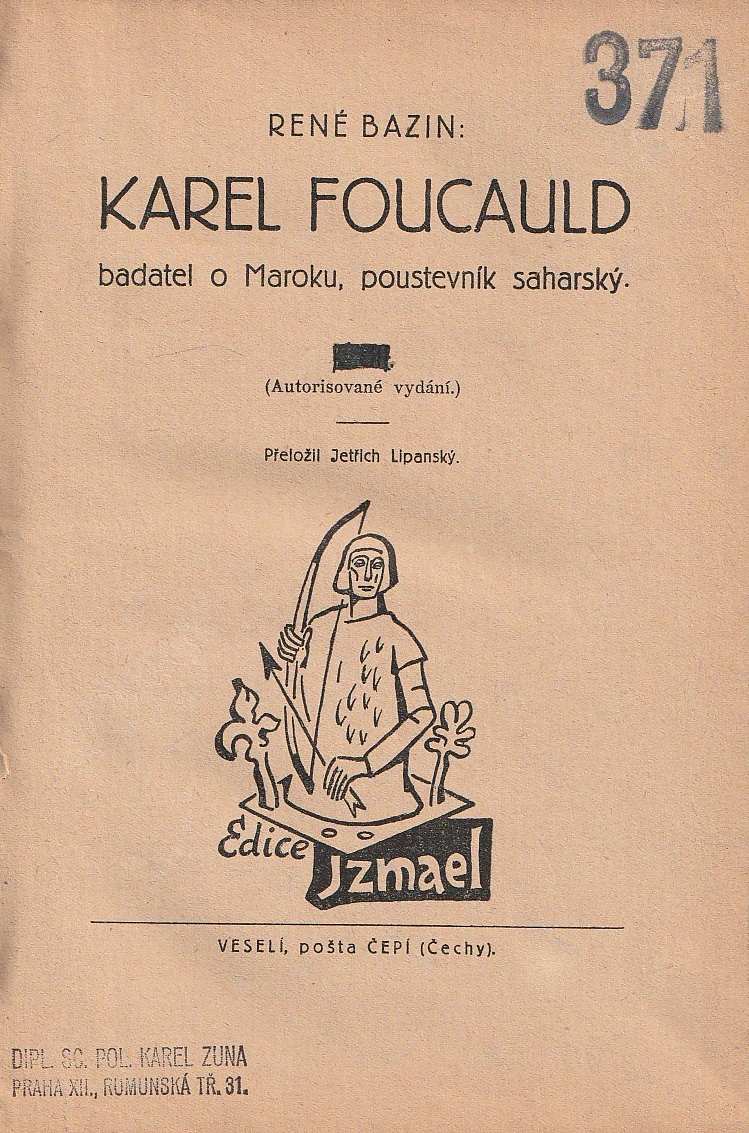 371
RENÉ BAZIN:
KAREL FOUCAULD
badatel o Maroku, poustevník saharský.
(Autorisované vydání.)
Přeložil Jetřich Lipanský.
Edice
Izmael
VESELÍ, pošta ČEPÍ (Čechy).
DIPL. SC. POL. KAREL ZUNA
PRAHA XII., RUMUNSKÁ TŘ. 31.